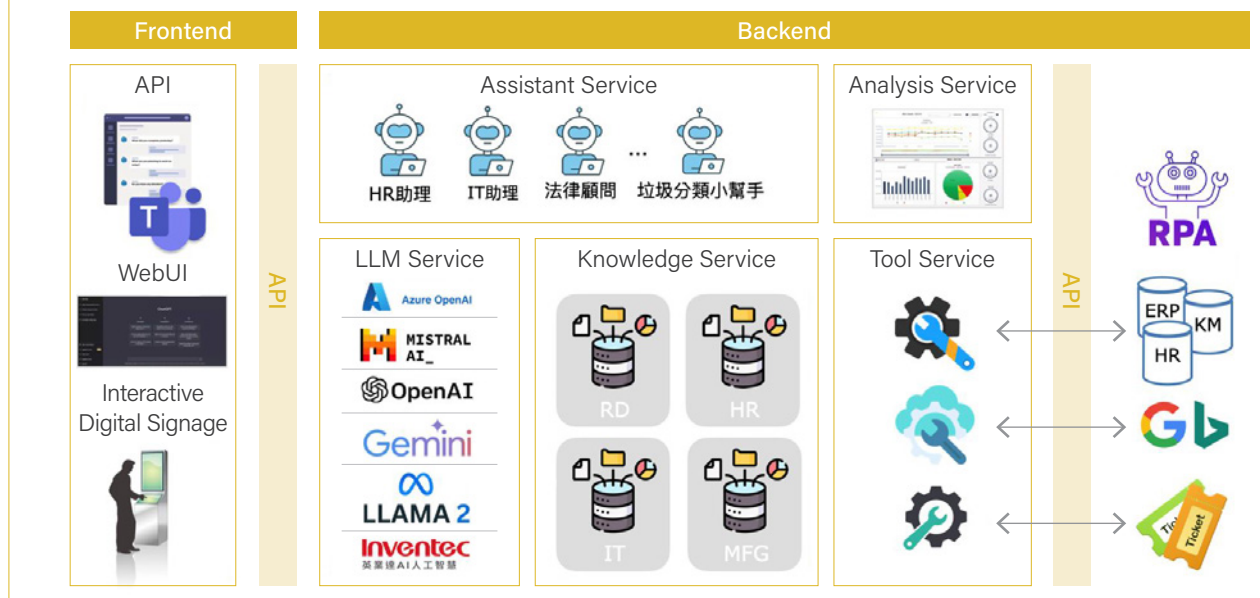 Frontend
Backend
API
WebUI
Interactive
Digital Signage
API
Assistant Service
HR助理
IT助理
法律顧問
...
垃圾分類小幫手
Analysis Service
LLM Service
Azure OpenAI
MISTRAL
AI_
OpenAI
Gemini
LLAMA 2
Inventec
英業達AI人工智慧
Knowledge Service
RD
HR
IT
MFG
Tool Service
API
RPA
ERP
KM
HR
Ticket